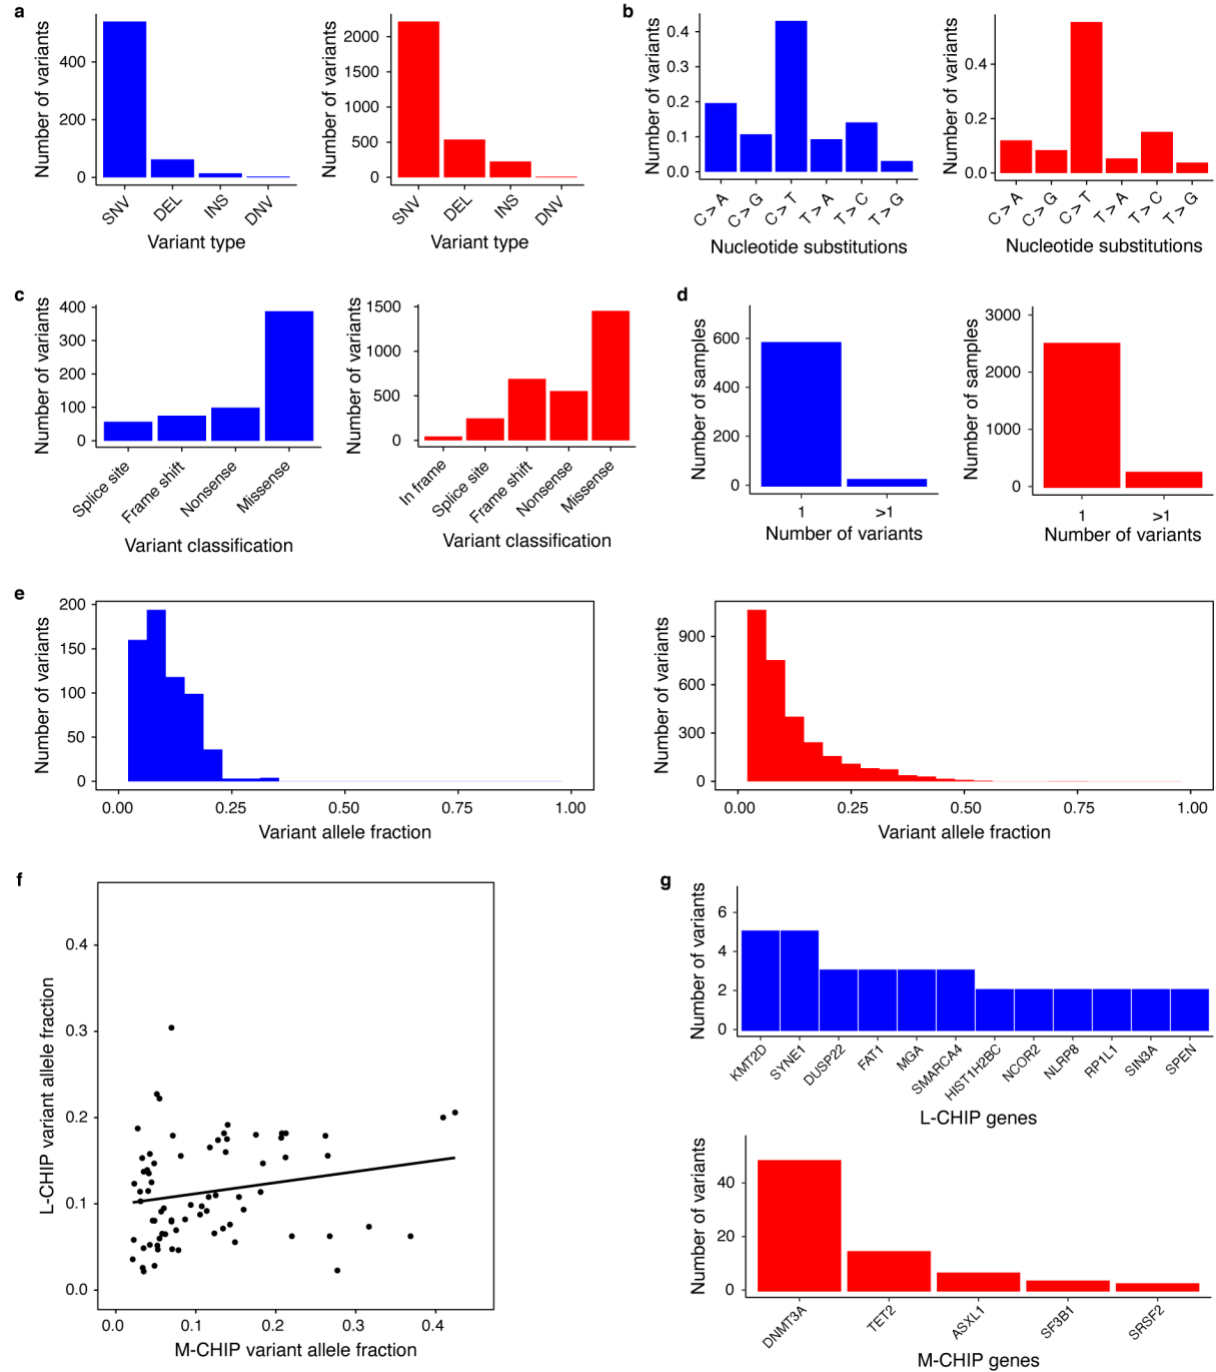 a
Number of variants
400
200
0
SNV
DEL
INS
DNV
Variant type
Number of variants
2000
1500
1000
500
0
SNV
DEL
INS
DNV
Variant type
b
Number of variants
0.4
0.3
0.2
0.1
0.0
C > A
C > G
C > T
T > A
T > C
T > G
Nucleotide substitutions
Number of variants
0.4
0.2
0.0
C > A
C > G
C > T
T > A
T > C
T > G
Nucleotide substitutions
c
Number of variants
400
300
200
100
0
Splice site
Frame shift
Nonsense
Missense
Variant classification
Number of variants
1500
1000
500
0
In frame
Splice site
Frame shift
Nonsense
Missense
Variant classification
d
Number of samples
600
400
200
0
1
>1
Number of variants
Number of samples
3000
2000
1000
0
1
>1
Number of variants
e
Number of variants
200
150
100
50
0
0.00
0.25
0.50
0.75
1.00
Variant allele fraction
Number of variants
900
600
300
0
0.00
0.25
0.50
0.75
1.00
Variant allele fraction
f
L-CHIP variant allele fraction
0.4
0.3
0.2
0.1
0.0
0.0
0.1
0.2
0.3
0.4
M-CHIP variant allele fraction
g
Number of variants
6
4
2
0
KMT2D
SYNE1
DUSP22
FAT1
MGA
SMARCA4
HIST1H2BC
NCOR2
NLRP8
RP1L1
SIN3A
SPEN
L-CHIP genes
Number of variants
40
20
0
DNMT3A
TET2
ASXL1
SF3B1
SRSF2
M-CHIP genes